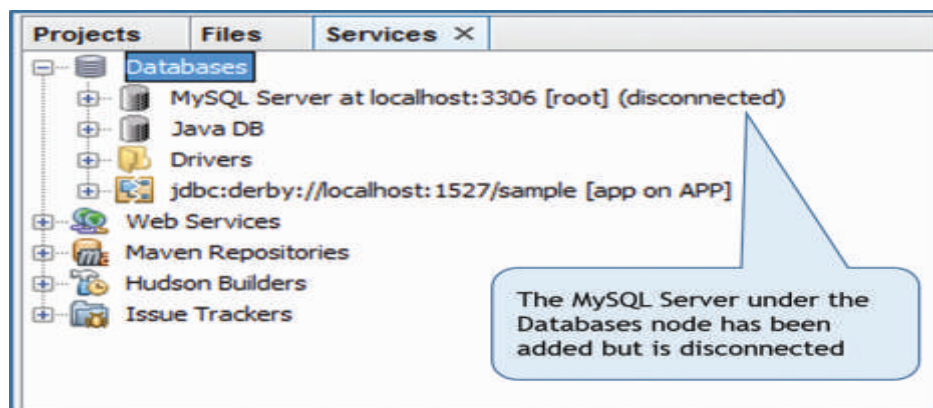 Projects Files Services ×
Databases
MySQL Server at localhost:3306 [root] (disconnected)
Java DB
Drivers
jdbc:derby://localhost:1527/sample [app on APP]
Web Services
Maven Repositories
Hudson Builders
Issue Trackers
The MySQL Server under the
Databases node has been
added but is disconnected